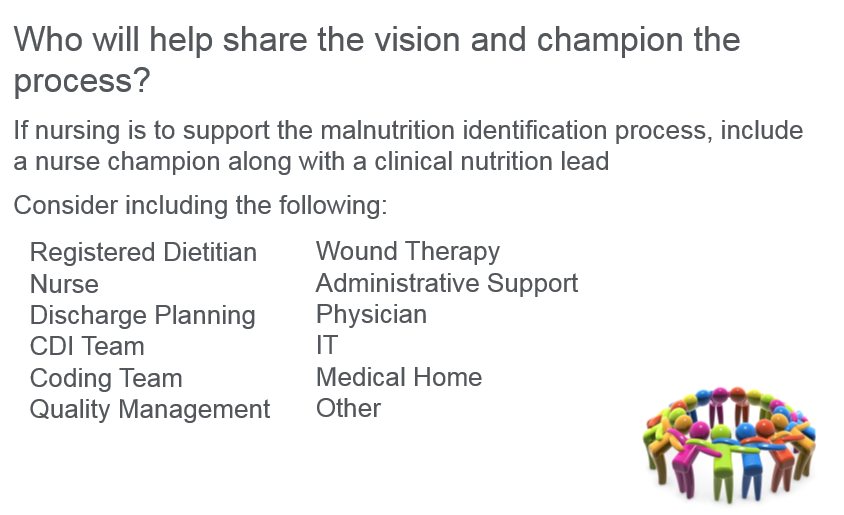 Who will help share the vision and champion the
process?
If nursing is to support the malnutrition identification process, include
a nurse champion along with a clinical nutrition lead
Consider including the following:
Registered Dietitian
Nurse
Discharge Planning
CDI Team
Coding Team
Quality Management
Wound Therapy
Administrative Support
Physician
IT
Medical Home
Other